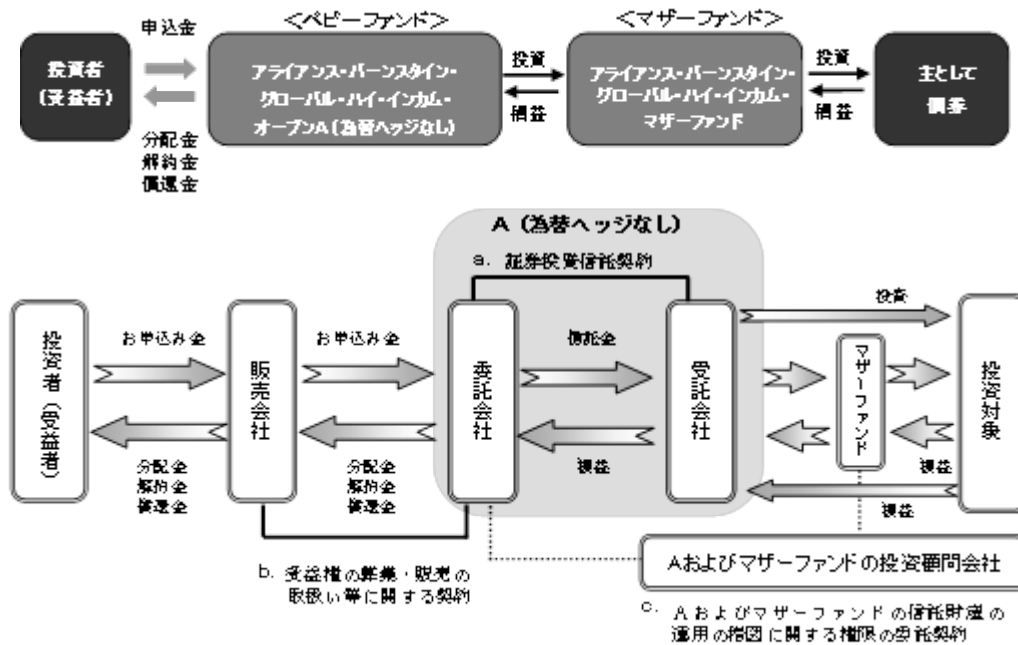 ＜ベビーファンド＞
＜マザーファンド＞
申込金
投資者
(受益者)
アライアンス・バーンスタイン・
グローバル・ハイ・インカム・
オープンA(為替ヘッジなし)
投資
損益
アライアンス・バーンスタイン・
グローバル・ハイ・インカム・
マザーファンド
投資
損益
主として
債券
分配金
解約金
償還金
A (為替ヘッジなし)
a. 証券投資信託契約
投資者(受益者)
お申込み金
分配金
解約金
償還金
販売会社
お申込み金
分配金
解約金
償還金
委託会社
信託金
損益
受託会社
投資
マザーファンド
損益
損益
投資対象
b. 受益権の募集・販売の
取扱い等に関する契約
Aおよびマザーファンドの投資顧問会社
c. Aおよびマザーファンドの信託財産の
運用の指図に関する権限の委託契約